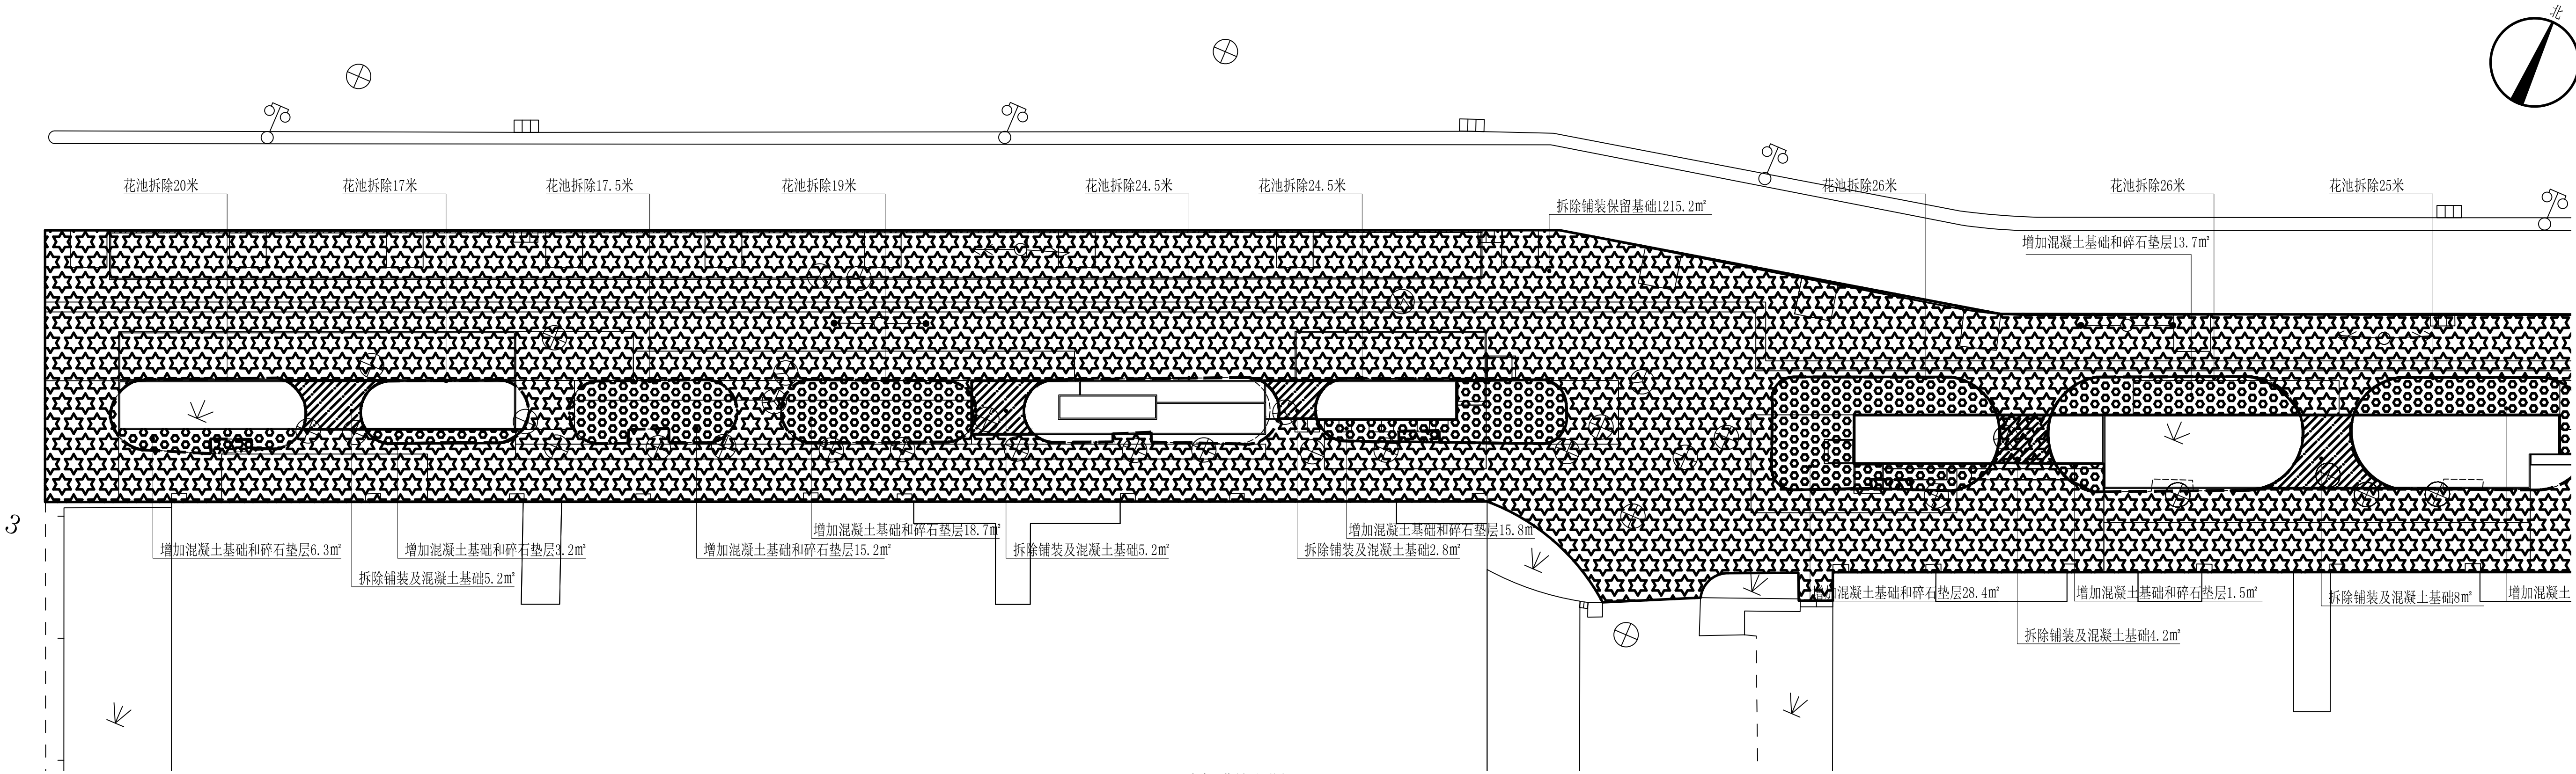 北
花池拆除20米
花池拆除17米
花池拆除17.5米
花池拆除19米
花池拆除24.5米
花池拆除24.5米
花池拆除26米
花池拆除26米
花池拆除25米
拆除铺装保留基础1215.2㎡
增加混凝土基础和碎石垫层13.7㎡
3
增加混凝土基础和碎石垫层18.7㎡
增加混凝土基础和碎石垫层15.8㎡
增加混凝土基础和碎石垫层6.3㎡
增加混凝土基础和碎石垫层3.2㎡
增加混凝土基础和碎石垫层15.2㎡
拆除铺装及混凝土基础5.2㎡
拆除铺装及混凝土基础2.8㎡
拆除铺装及混凝土基础5.2㎡
增加混凝土基础和碎石垫层28.4㎡
增加混凝土基础和碎石垫层1.5㎡
拆除铺装及混凝土基础8㎡
增加混凝土
拆除铺装及混凝土基础4.2㎡